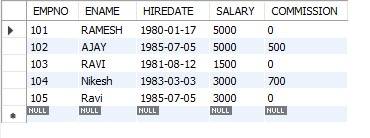 EMPNO ENAME HIREDATE SALARY COMMISSION
101 RAMESH 1980-01-17 5000 0
102 AJAY 1985-07-05 5000 500
103 RAVI 1981-08-12 1500 0
104 Nikesh 1983-03-03 3000 700
105 Ravi 1985-07-05 3000 0
NULL NULL NULL NULL NULL